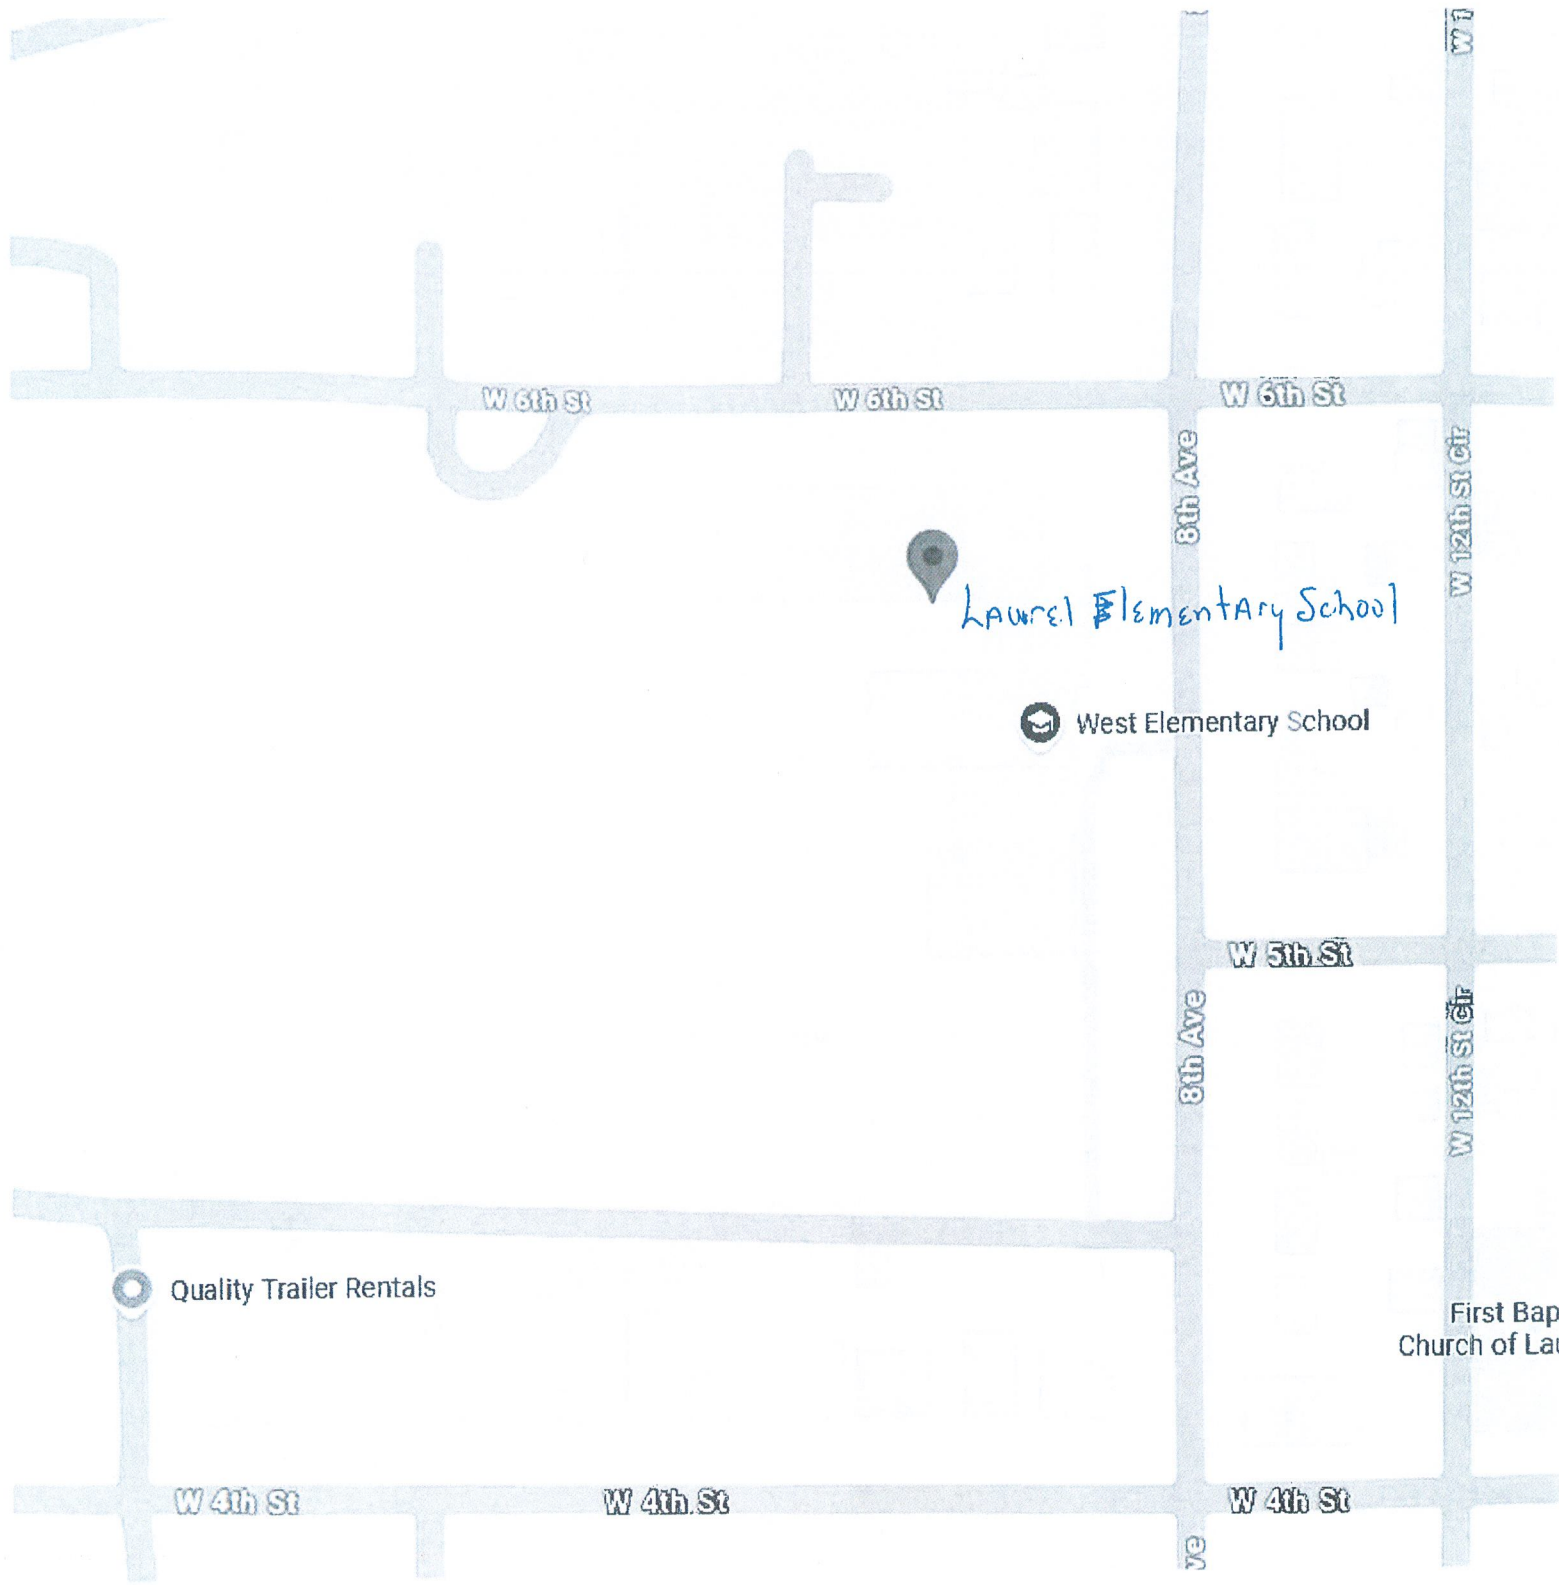 W 1
W 6th St
W 6th St
W 6th St
8th Ave
W 12th St Cir
Laurel Elementary School
West Elementary School
W 5th St
8th Ave
W 12th St Cir
Quality Trailer Rentals
First Bap
Church of Lau
W 4th St
W 4th St
W 4th St
ve